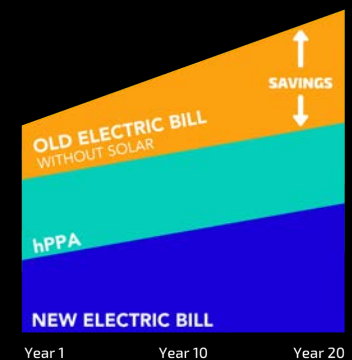 SAVINGS
OLD ELECTRIC BILL
WITHOUT SOLAR
hPPA
NEW ELECTRIC BILL
Year 1 Year 10 Year 20